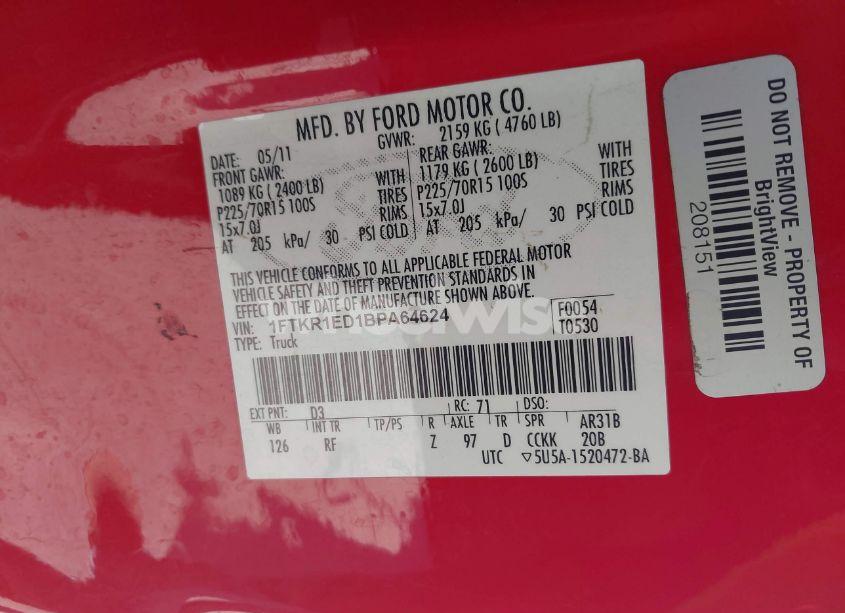 MFD. BY FORD MOTOR CO.
DATE: 05/11 GVWR: 2159 KG ( 4760 LB)
FRONT GAWR: REAR GAWR:
1089 KG ( 2400 LB) WITH 1179 KG ( 2600 LB) WITH
P225/70R15 100S TIRES P225/70R15 100S TIRES
15x7.0J RIMS 15x7.0J RIMS
AT 205 kPa/ 30 PSI COLD AT 205 kPa/ 30 PSI COLD
THIS VEHICLE CONFORMS TO ALL APPLICABLE FEDERAL MOTOR
VEHICLE SAFETY AND THEFT PREVENTION STANDARDS IN
EFFECT ON THE DATE OF MANUFACTURE SHOWN ABOVE.
VIN: 1FTKR1ED1BPA64624 F0054
TYPE: Truck T0530
EXT PNT: D3 RC: 71 DSO:
WB INT TR TP/PS R AXLE TR SPR AR31B
126 RF Z 97 D CCKK 20B
UTC ▽5U5A-1520472-BA
DO NOT REMOVE - PROPERTY OF
BrightView
208151